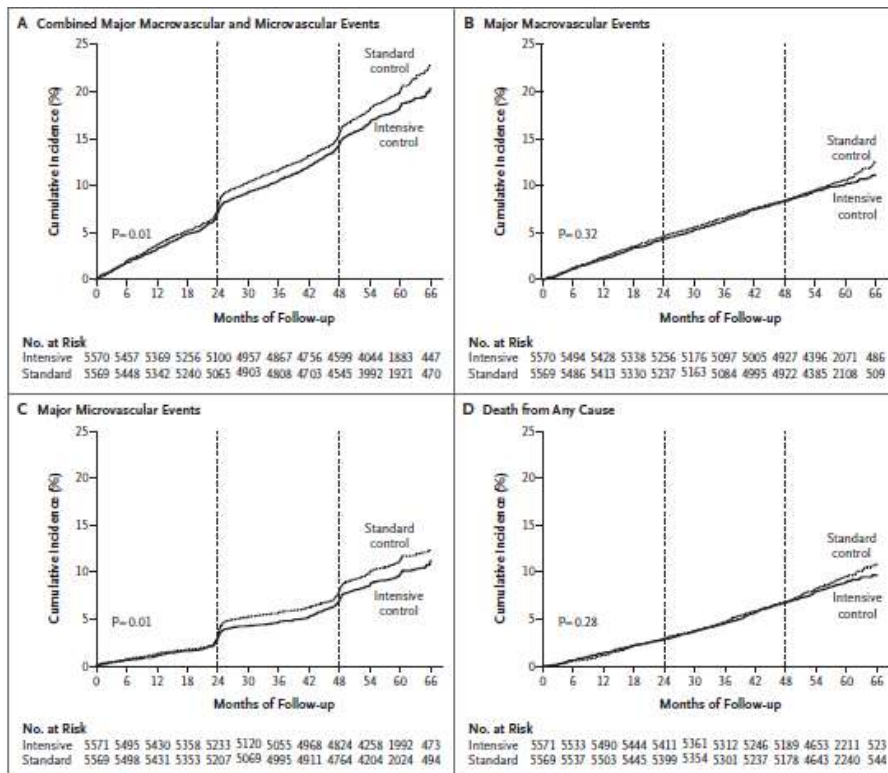 A Combined Major Macrovascular and Microvascular Events
25
20
15
10
5
0
Cumulative Incidence (%)
Standard
control
Intensive
control
P=0.01
0 6 12 18 24 30 36 42 48 54 60 66
Months of Follow-up
No. at Risk
Intensive 5570 5457 5369 5256 5100 4957 4867 4756 4599 4044 1883 447
Standard 5569 5448 5342 5240 5065 4903 4808 4703 4545 3992 1921 470
B Major Macrovascular Events
25
20
15
10
5
0
Cumulative Incidence (%)
Standard
control
Intensive
control
P=0.32
0 6 12 18 24 30 36 42 48 54 60 66
Months of Follow-up
No. at Risk
Intensive 5570 5494 5428 5338 5256 5176 5097 5005 4927 4396 2071 486
Standard 5569 5486 5413 5330 5237 5163 5084 4995 4922 4385 2108 509
C Major Microvascular Events
25
20
15
10
5
0
Cumulative Incidence (%)
Standard
control
Intensive
control
P=0.01
0 6 12 18 24 30 36 42 48 54 60 66
Months of Follow-up
No. at Risk
Intensive 5571 5495 5430 5358 5233 5120 5055 4968 4824 4258 1992 473
Standard 5569 5498 5431 5353 5207 5069 4995 4911 4764 4204 2024 494
D Death from Any Cause
25
20
15
10
5
0
Cumulative Incidence (%)
Standard
control
Intensive
control
P=0.28
0 6 12 18 24 30 36 42 48 54 60 66
Months of Follow-up
No. at Risk
Intensive 5571 5533 5490 5444 5411 5361 5312 5246 5189 4653 2211 523
Standard 5569 5537 5503 5445 5399 5354 5301 5237 5178 4643 2240 548